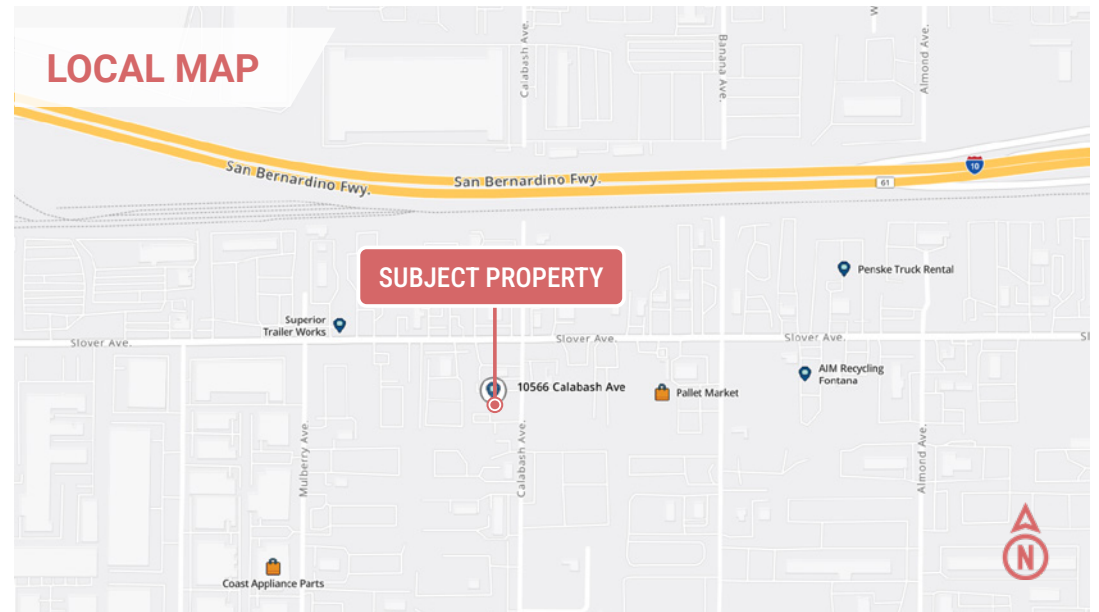 LOCAL MAP
Calabash Ave.
Banana Ave.
Almond Ave.
W
San Bernardino Fwy.
San Bernardino Fwy.
10
61
SUBJECT PROPERTY
Penske Truck Rental
Superior
Trailer Works
Slover Ave.
Slover Ave.
Slover Ave.
Sl
10566 Calabash Ave
Pallet Market
AIM Recycling
Fontana
Mulberry Ave.
Calabash Ave.
Almond Ave.
Coast Appliance Parts
N